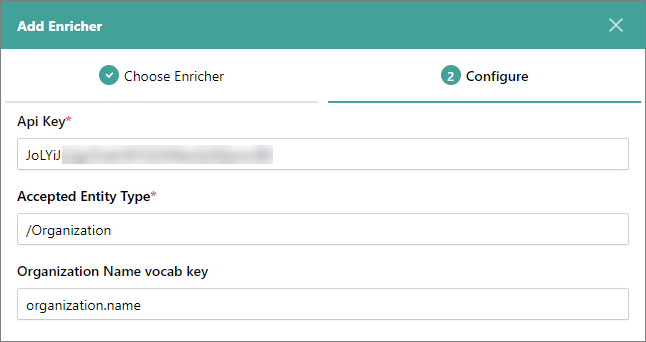 Add Enricher
Choose Enricher
2 Configure
Api Key*
JoLYiJ
Accepted Entity Type*
/Organization
Organization Name vocab key
organization.name